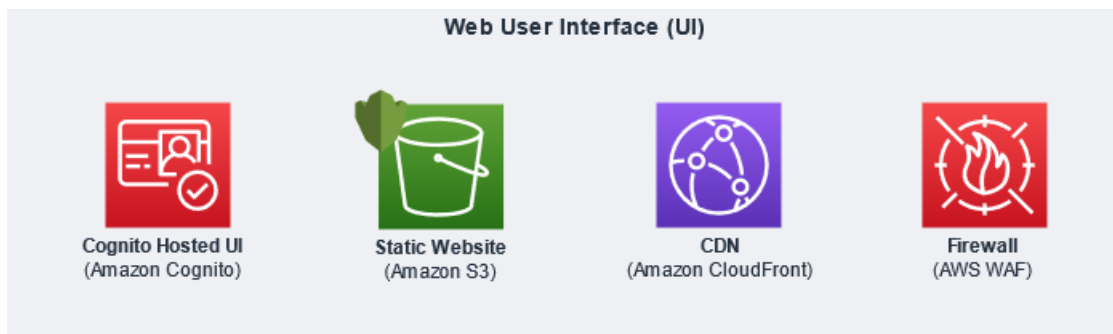 Web User Interface (UI)
Cognito Hosted UI
(Amazon Cognito)
Static Website
(Amazon S3)
CDN
(Amazon CloudFront)
Firewall
(AWS WAF)